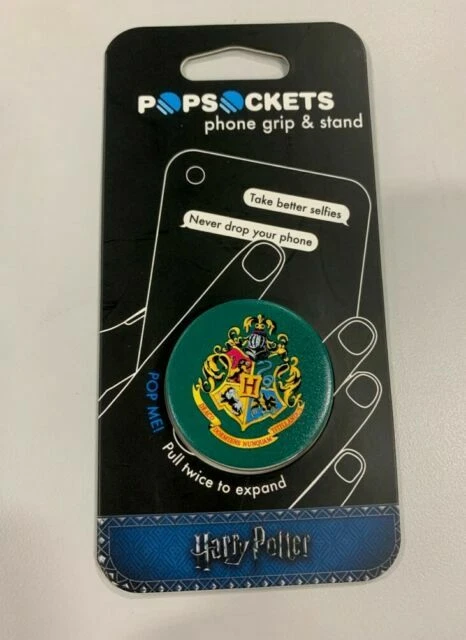 POPSOCKETS
phone grip & stand
Take better selfies
Never drop your phone
POP ME!
H
DRACO DORMIENS NUNQUAM TITILLANDUS
Pull twice to expand
Harry Potter